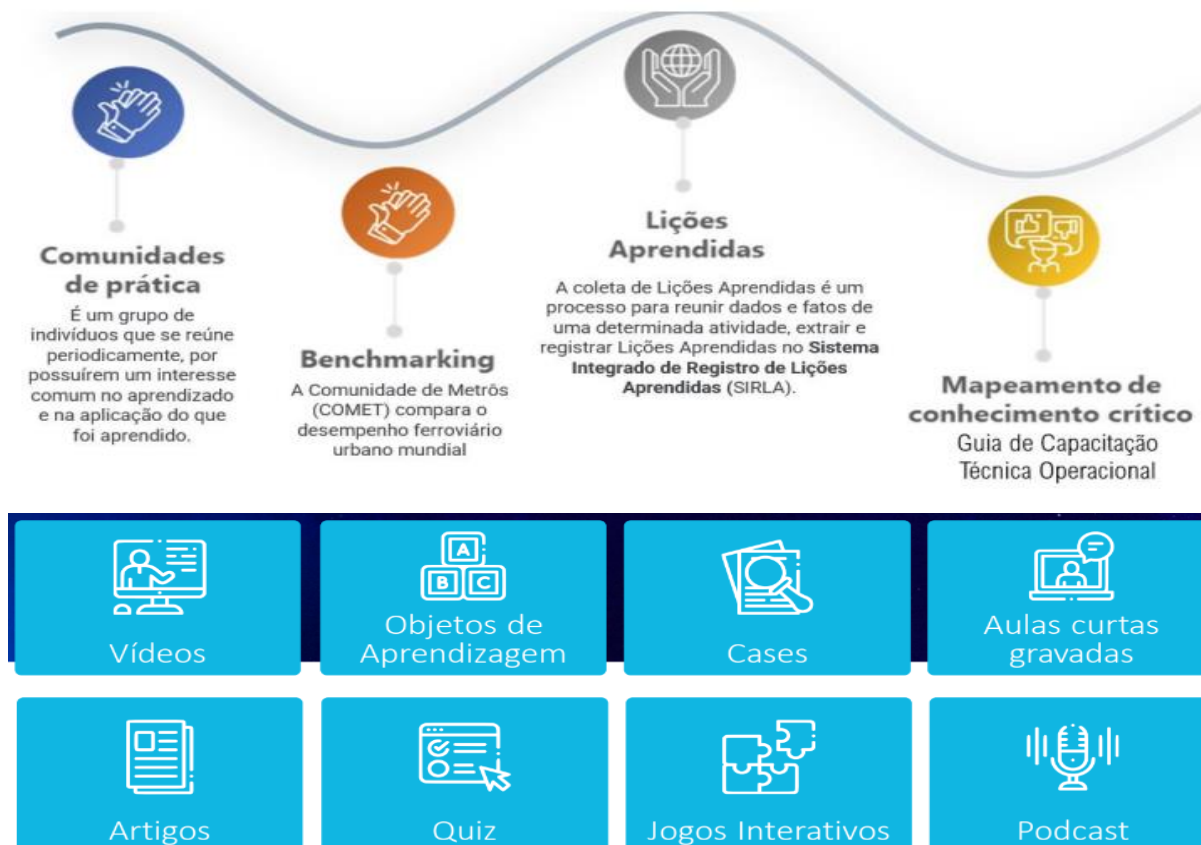 Comunidades
de prática
É um grupo de
indivíduos que se reúne
periodicamente, por
possuírem um interesse
comum no aprendizado
e na aplicação do que
foi aprendido.
Benchmarking
A Comunidade de Metrôs
(COMET) compara o
desempenho ferroviário
urbano mundial
Lições
Aprendidas
A coleta de Lições Aprendidas é um
processo para reunir dados e fatos de
uma determinada atividade, extrair e
registrar Lições Aprendidas no Sistema
Integrado de Registro de Lições
Aprendidas (SIRLA).
Mapeamento de
conhecimento crítico
Guia de Capacitação
Técnica Operacional
Vídeos
A
B C
Objetos de
Aprendizagem
Cases
Aulas curtas
gravadas
Artigos
Quiz
Jogos Interativos
Podcast